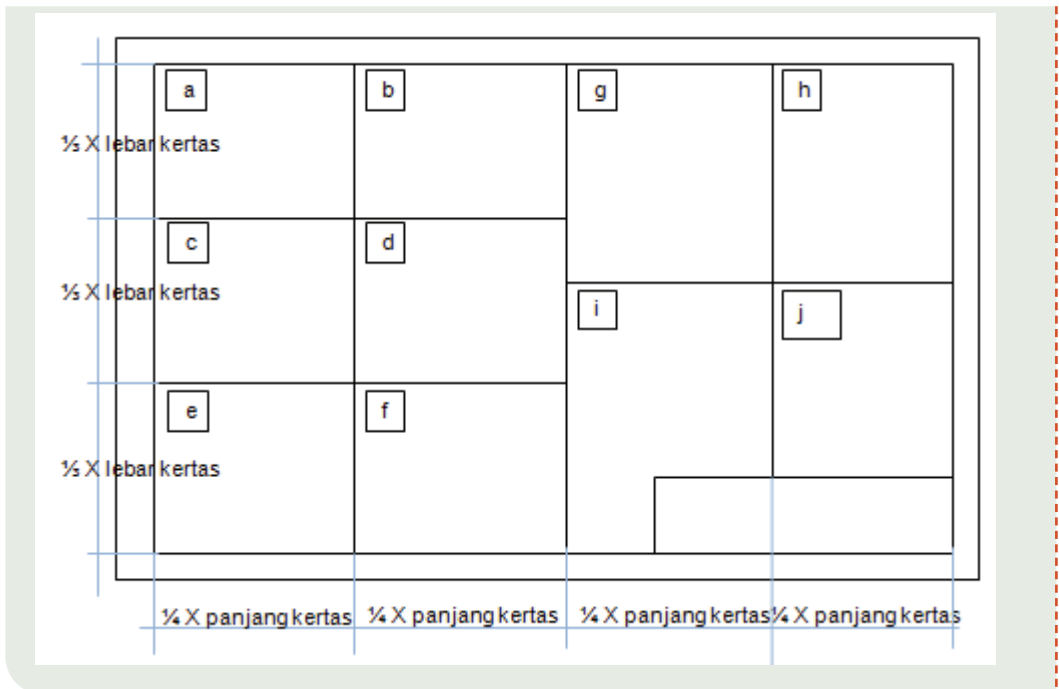 a
b
g
h
⅓ X lebar kertas
c
d
⅓ X lebar kertas
i
j
e
f
⅓ X lebar kertas
¼ X panjang kertas
¼ X panjang kertas
¼ X panjang kertas
¼ X panjang kertas